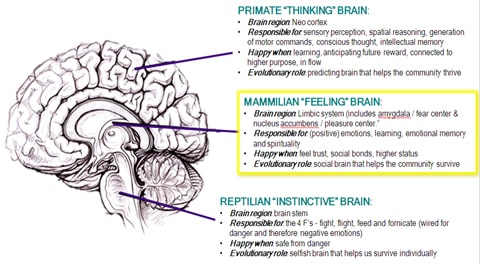 PRIMATE “THINKING” BRAIN:
• Brain region: Neo cortex
• Responsible for sensory perception, spatial reasoning, generation
of motor commands, conscious thought, intellectual memory
• Happy when: learning, anticipating future reward, connected to
higher purpose, in flow
• Evolutionary role: predicting brain that helps the community thrive
MAMMILIAN “FEELING” BRAIN:
• Brain region: Limbic system (includes amygdala / fear center &
nucleus accumbens / pleasure center.”
• Responsible for: (positive) emotions, learning, emotional memory
and spirituality
• Happy when: feel trust, social bonds, higher status
• Evolutionary role: social brain that helps the community survive
REPTILIAN “INSTINCTIVE” BRAIN:
• Brain region: brain stem
• Responsible for the 4 F’s - fight, flight, feed and fornicate (wired for
danger and therefore negative emotions)
• Happy when: safe from danger
• Evolutionary role: selfish brain that helps us survive individually